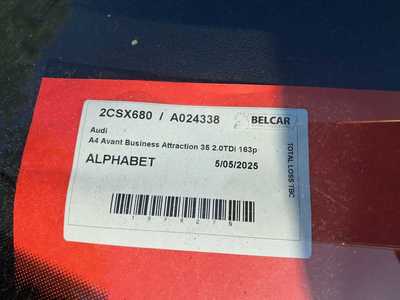 2CSX680 / A024338
BELCAR
Audi
A4 Avant Business Attraction 35 2.0TDI 163p
ALPHABET 5/05/2025
TOTAL LOSS TBC